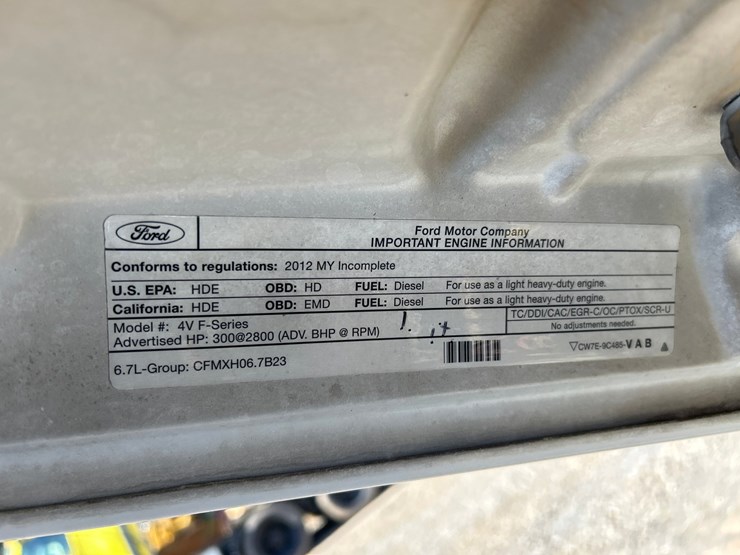 Ford
Ford Motor Company
IMPORTANT ENGINE INFORMATION
Conforms to regulations: 2012 MY Incomplete
U.S. EPA: HDE OBD: HD FUEL: Diesel For use as a light heavy-duty engine.
California: HDE OBD: EMD FUEL: Diesel For use as a light heavy-duty engine.
Model #: 4V F-Series
Advertised HP: 300@2800 (ADV. BHP @ RPM)
TC/DDI/CAC/EGR-C/OC/PTOX/SCR-U
No adjustments needed.
6.7L-Group: CFMXH06.7B23
CW7E-9C485-VAB